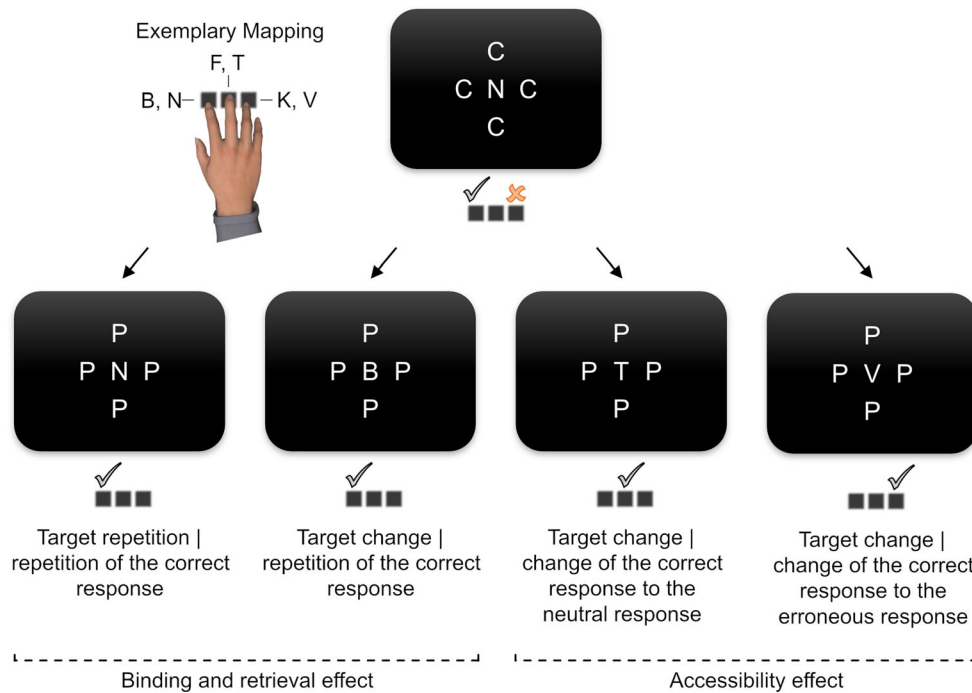 Exemplary Mapping
F, T
B, N
K, V
C
C N C
C
P
P N P
P
P
P B P
P
P
P T P
P
P
P V P
P
Target repetition |
repetition of the correct
response
Target change |
repetition of the correct
response
Target change |
change of the correct
response to the
neutral response
Target change |
change of the correct
response to the
erroneous response
Binding and retrieval effect
Accessibility effect